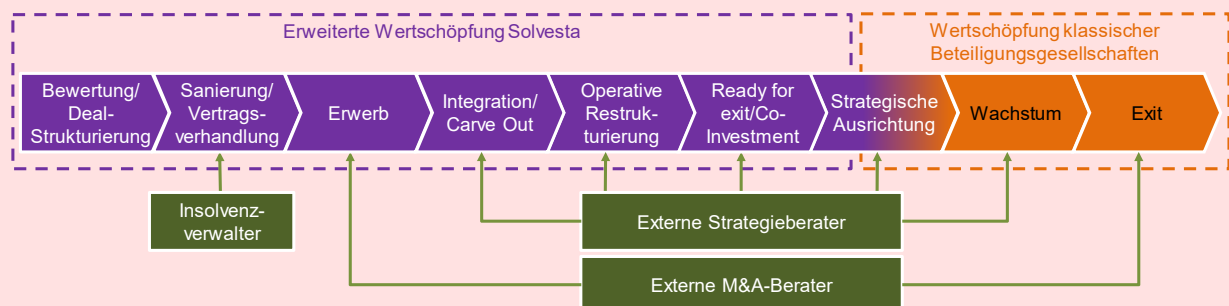 Erweiterte Wertschöpfung Solvesta
Wertschöpfung klassischer
Beteiligungsgesellschaften
Bewertung/
Deal-
Strukturierung
Sanierung/
Vertrags-
verhandlung
Erwerb
Integration/
Carve Out
Operative
Restruk-
turierung
Ready for
exit/Co-
Investment
Strategische
Ausrichtung
Wachstum
Exit
Insolvenz-
verwalter
Externe Strategieberater
Externe M&A-Berater